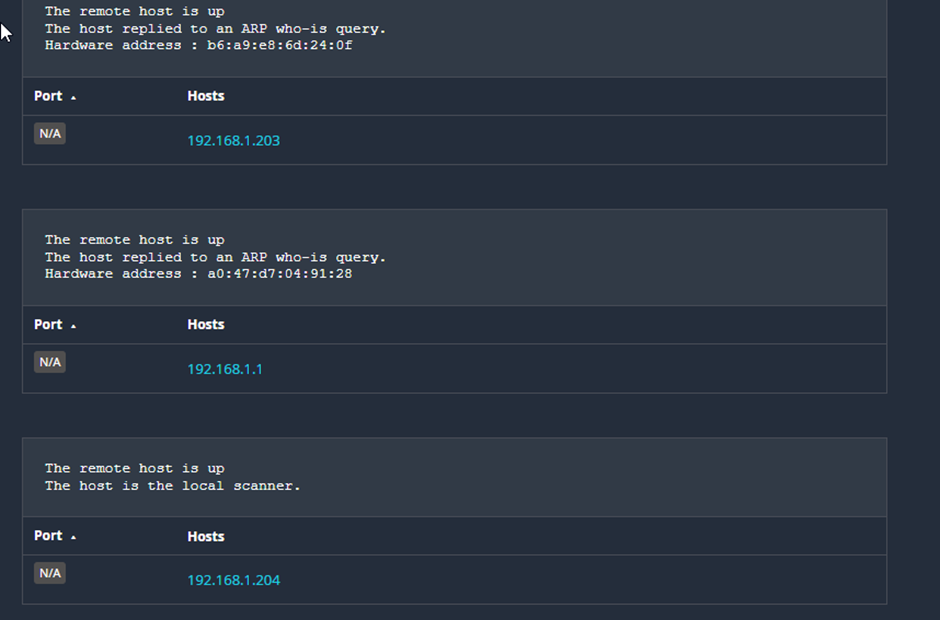 The remote host is up
The host replied to an ARP who-is query.
Hardware address : b6:a9:e8:6d:24:0f
Port ▲ Hosts
N/A 192.168.1.203
The remote host is up
The host replied to an ARP who-is query.
Hardware address : a0:47:d7:04:91:28
Port ▲ Hosts
N/A 192.168.1.1
The remote host is up
The host is the local scanner.
Port ▲ Hosts
N/A 192.168.1.204